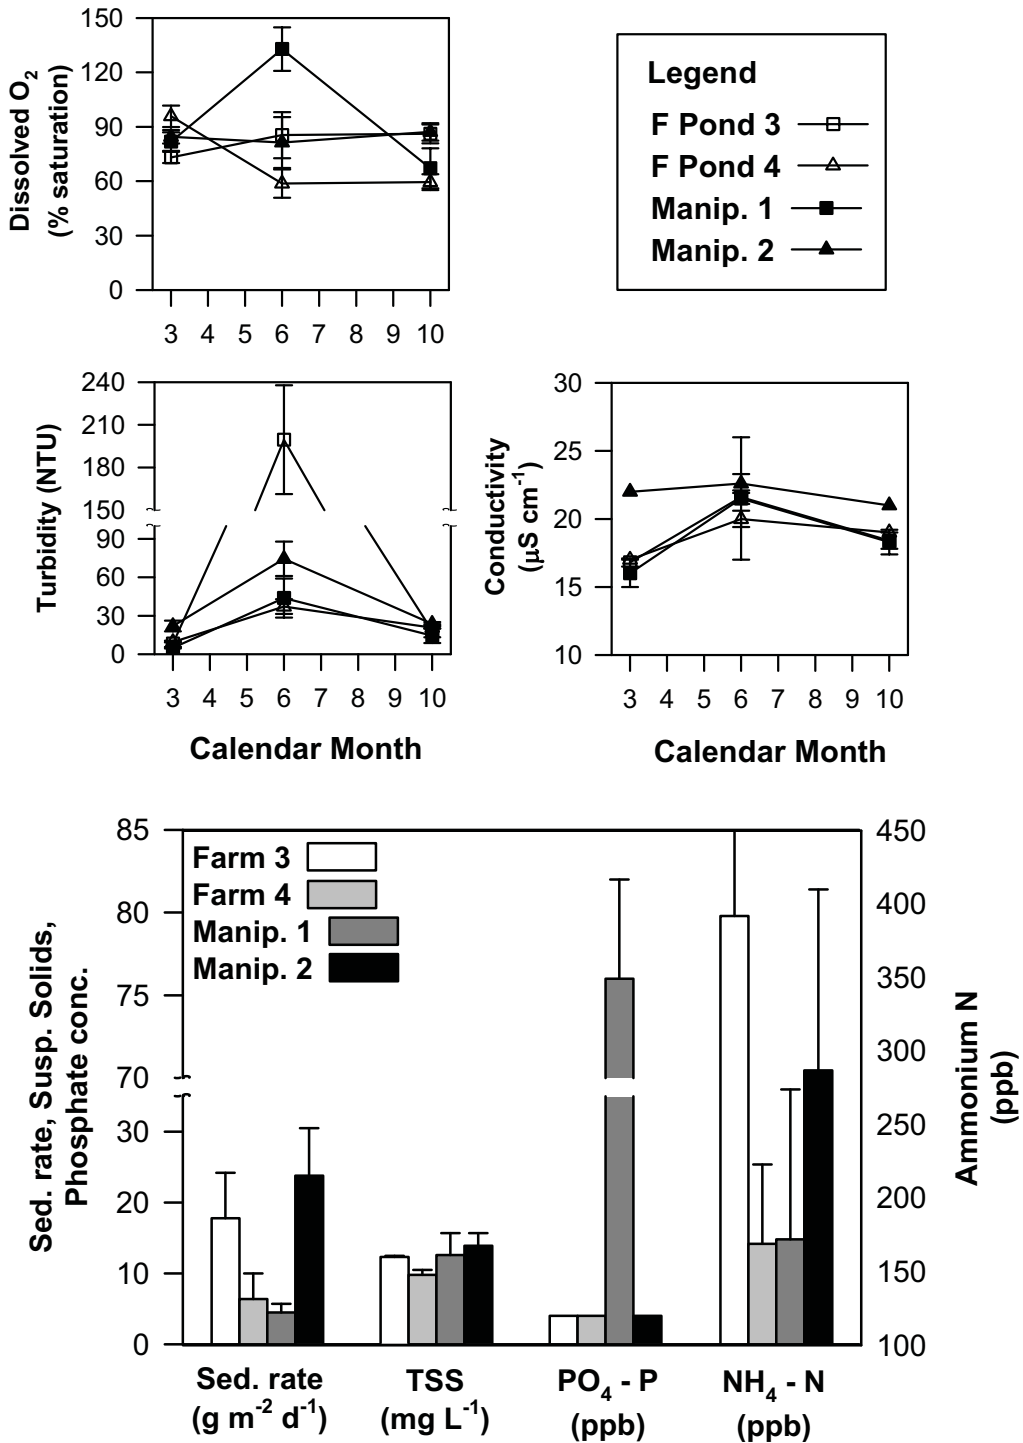 Dissolved O2
(% saturation)
150
120
90
60
30
0
3 4 5 6 7 8 9 10
Legend
F Pond 3
F Pond 4
Manip. 1
Manip. 2
Turbidity (NTU)
240
210
180
150
90
60
30
0
3 4 5 6 7 8 9 10
Calendar Month
Conductivity
(μS cm-1)
30
25
20
15
10
3 4 5 6 7 8 9 10
Calendar Month
Sed. rate, Susp. Solids,
Phosphate conc.
85
80
75
70
30
20
10
0
Farm 3
Farm 4
Manip. 1
Manip. 2
450
400
350
300
250
200
150
100
Ammonium N
(ppb)
Sed. rate
(g m-2 d-1)
TSS
(mg L-1)
PO4 - P
(ppb)
NH4 - N
(ppb)